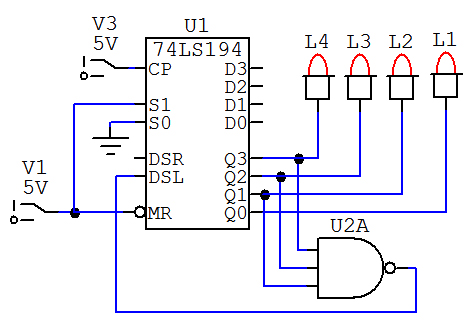 V3
5V
U1
74LS194
CP
S1
S0
DSR
DSL
MR
D3
D2
D1
D0
Q3
Q2
Q1
Q0
L4
L3
L2
L1
V1
5V
U2A